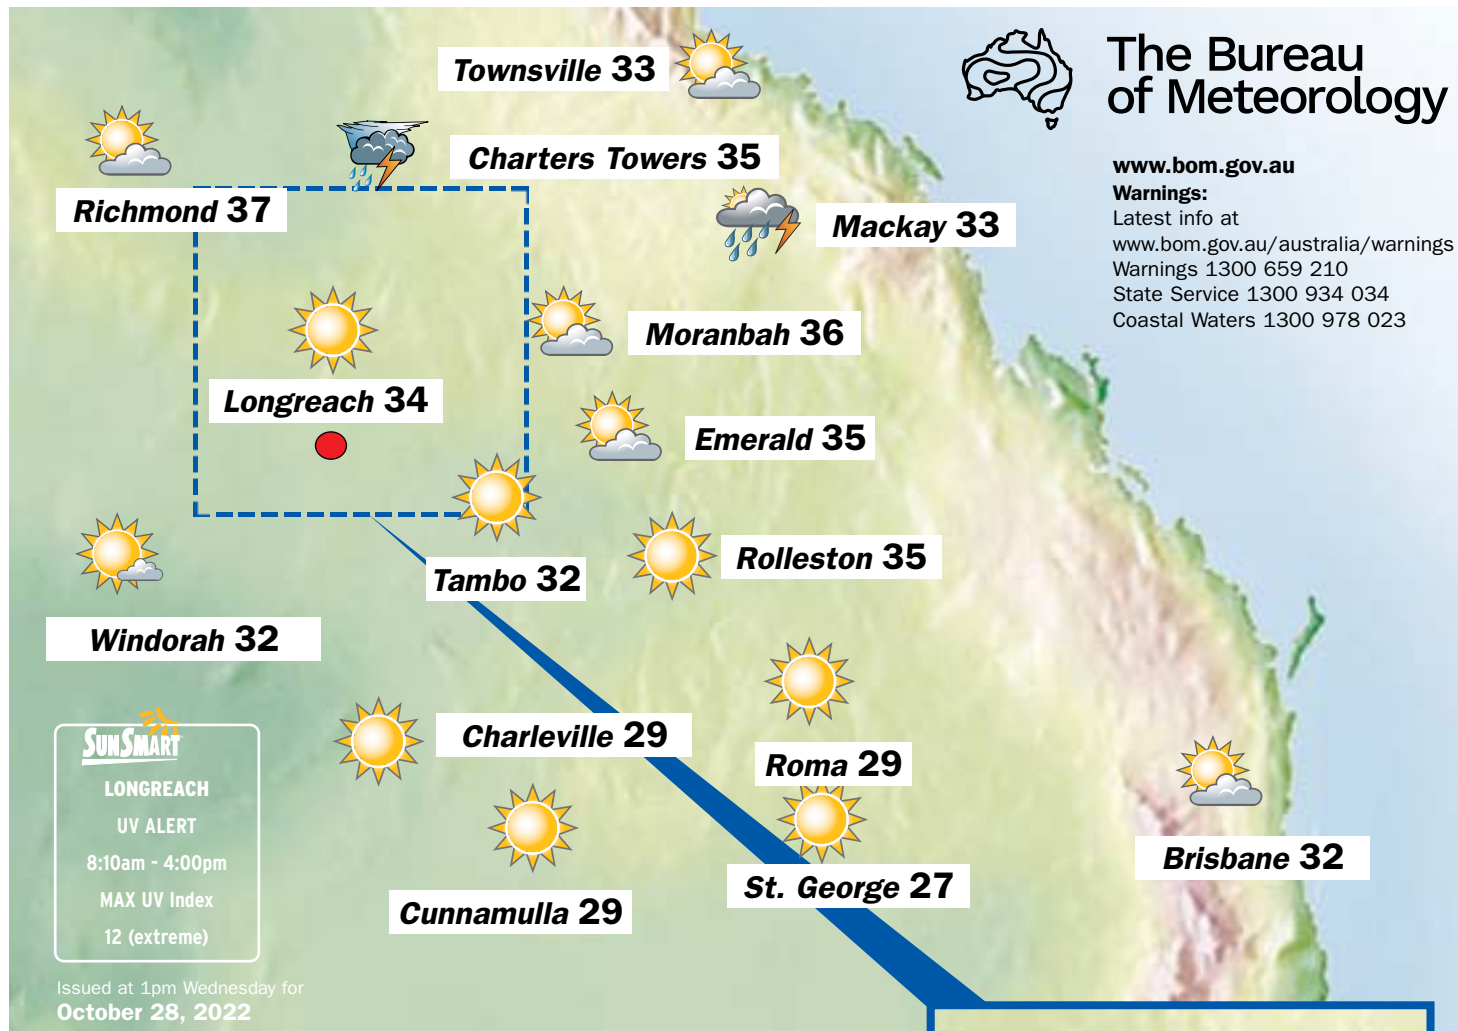 Townsville 33
The Bureau
of Meteorology
Charters Towers 35
www.bom.gov.au
Warnings:
Latest info at
www.bom.gov.au/australia/warnings
Warnings 1300 659 210
State Service 1300 934 034
Coastal Waters 1300 978 023
Richmond 37
Mackay 33
Moranbah 36
Longreach 34
Emerald 35
Rolleston 35
Tambo 32
Windorah 32
Charleville 29
Roma 29
Brisbane 32
St. George 27
Cunnamulla 29
SUNSMART
LONGREACH
UV ALERT
8:10am - 4:00pm
MAX UV Index
12 (extreme)
Issued at 1pm Wednesday for
October 28, 2022